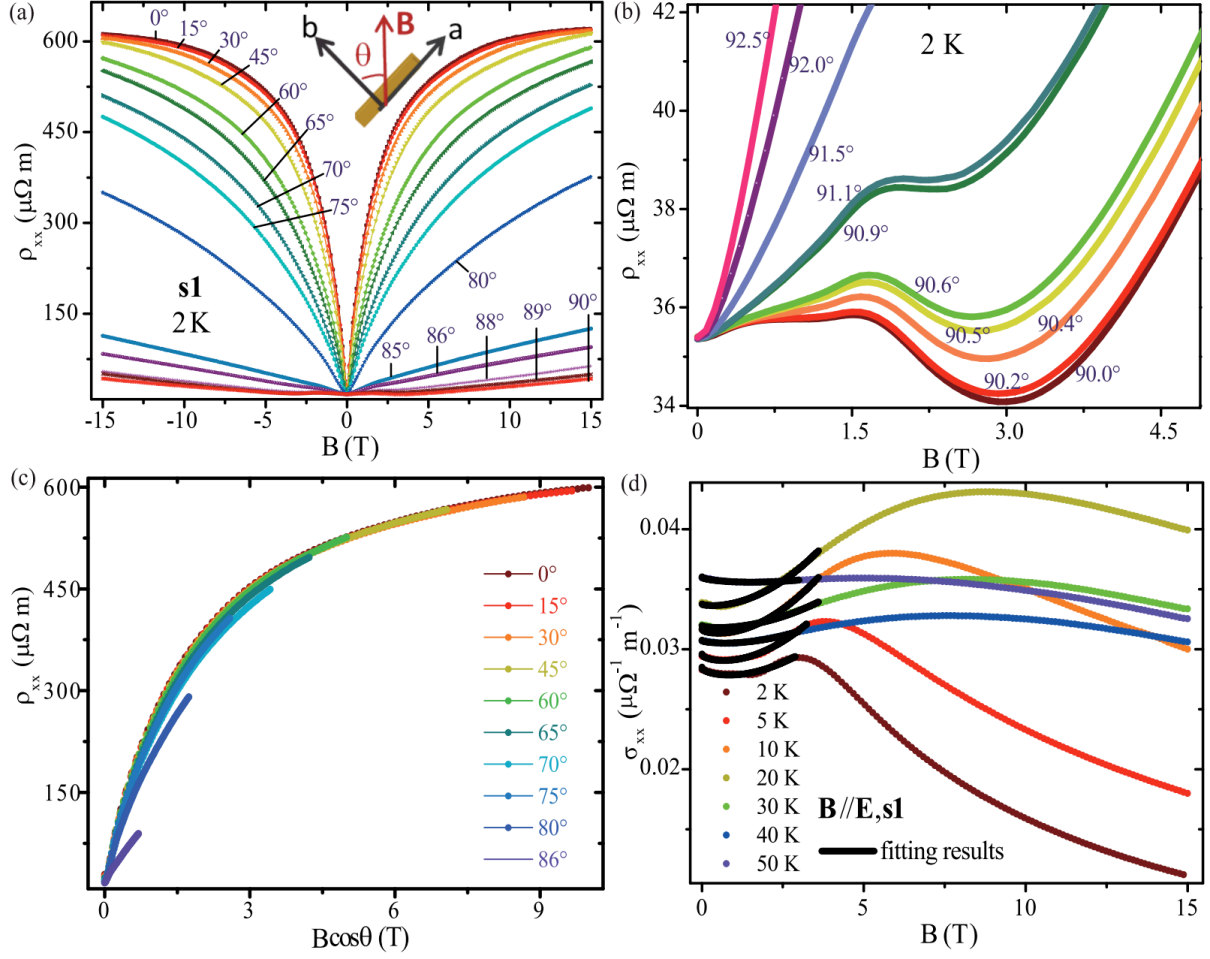 (a)
0°
15°
30°
45°
60°
65°
70°
75°
80°
85°
86°
88°
89°
90°
b
B
a
θ
s1
2K
600
450
300
150
ρxx (μΩ m)
-15
-10
-5
0
5
10
15
B (T)
(b)
2 K
92.5°
92.0°
91.5°
91.1°
90.9°
90.6°
90.5°
90.4°
90.2°
90.0°
42
40
38
36
34
ρxx (μΩ m)
0
1.5
3.0
4.5
B (T)
(c)
600
450
300
150
ρxx (μΩ m)
0°
15°
30°
45°
60°
65°
70°
75°
80°
86°
0
3
6
9
Bcosθ (T)
(d)
0.04
0.03
0.02
σxx (μΩ-1 m-1)
2 K
5 K
10 K
20 K
30 K
40 K
50 K
B//E,s1
fitting results
0
5
10
15
B (T)